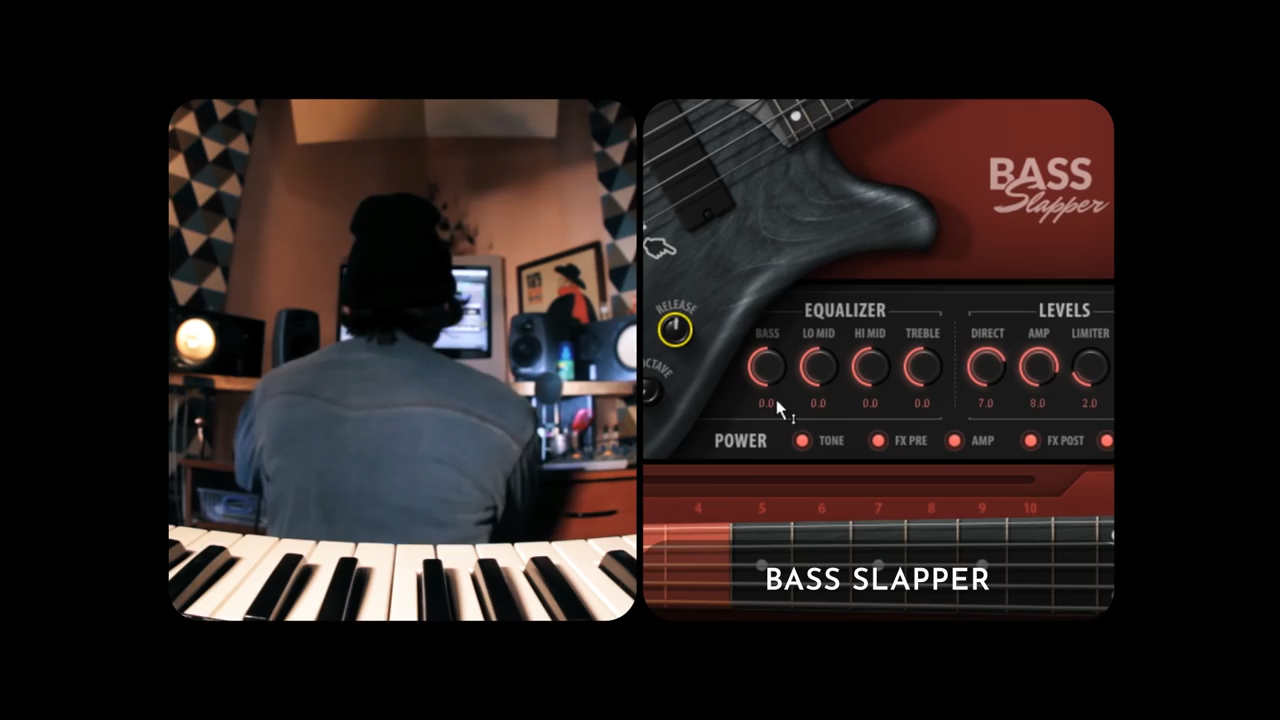 BASS
Slapper
RELEASE
EQUALIZER
LEVELS
BASS LO MID HI MID TREBLE DIRECT AMP LIMITER
0.0 0.0 0.0 0.0 7.0 8.0 2.0
POWER TONE FX PRE AMP FX POST
4 5 6 7 8 9 10
BASS SLAPPER